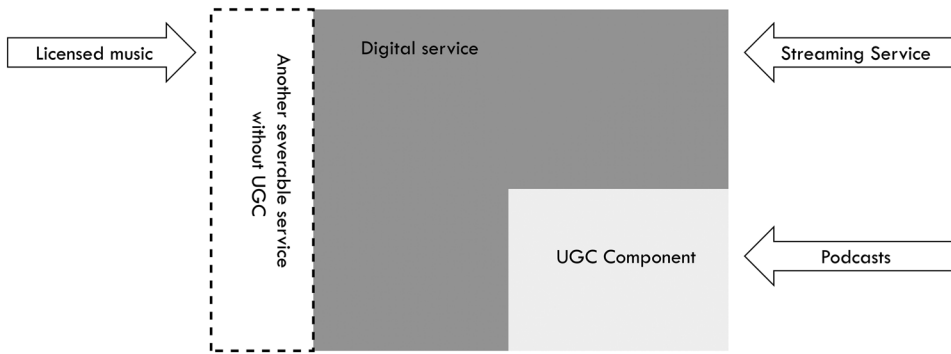 Licensed music
Another severable service
without UGC
Digital service
Streaming Service
UGC Component
Podcasts